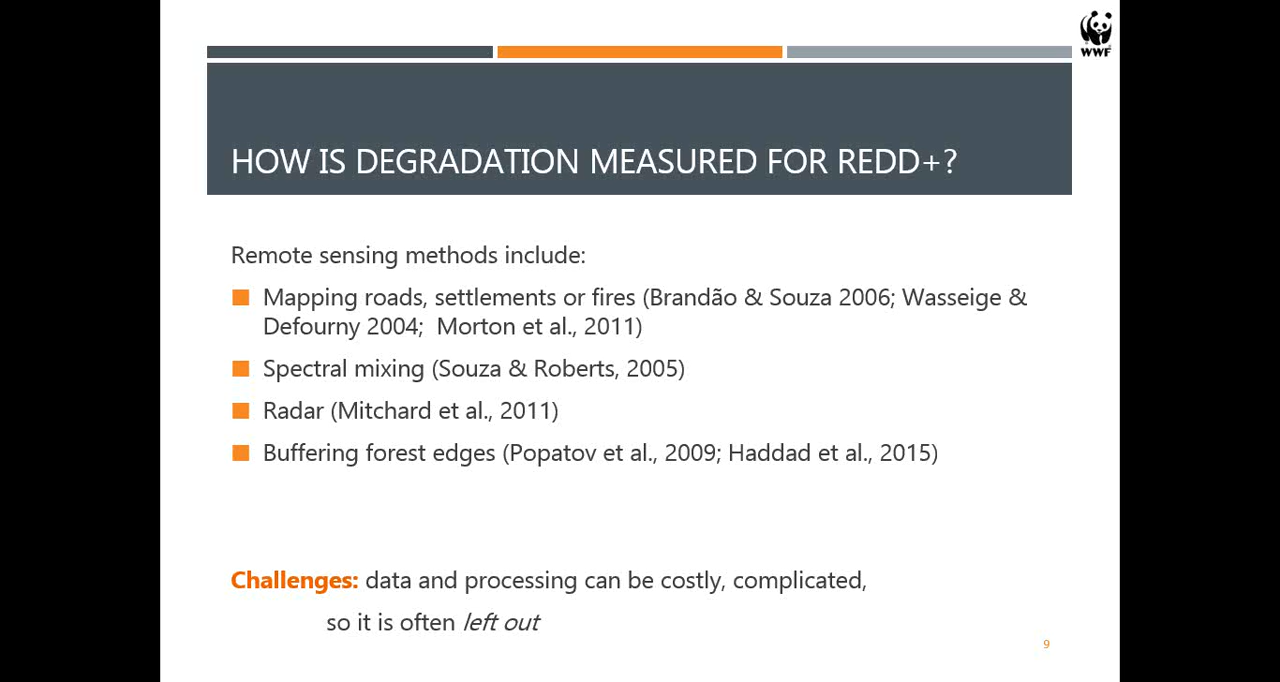 WWF
HOW IS DEGRADATION MEASURED FOR REDD+?
Remote sensing methods include:
Mapping roads, settlements or fires (Brandão & Souza 2006; Wasseige &
Defourny 2004;  Morton et al., 2011)
Spectral mixing (Souza & Roberts, 2005)
Radar (Mitchard et al., 2011)
Buffering forest edges (Popatov et al., 2009; Haddad et al., 2015)
Challenges: data and processing can be costly, complicated,
so it is often left out
9